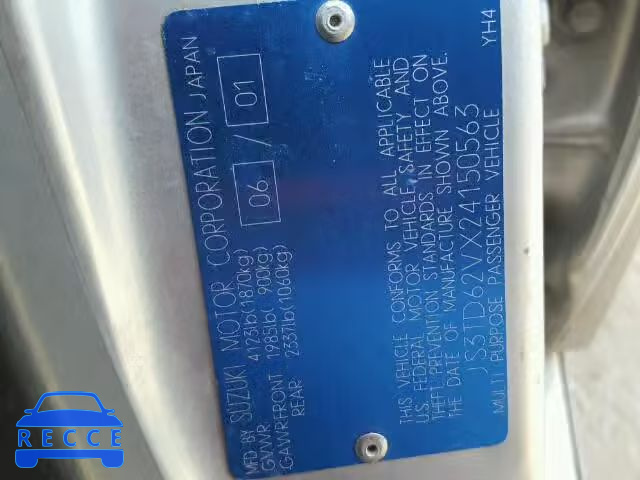 MFD BY SUZUKI MOTOR CORPORATION JAPAN
GVWR 4123lb(1870kg)
GAWR:FRONT 1985lb( 900kg)
REAR 2337lb(1060kg)
06 / 01
THIS VEHICLE CONFORMS TO ALL APPLICABLE
U.S. FEDERAL MOTOR VEHICLE SAFETY AND
THEFT PREVENTION STANDARDS IN EFFECT ON
THE DATE OF MANUFACTURE SHOWN ABOVE.
JS3TD62VX24150563
MULTI PURPOSE PASSENGER VEHICLE YH4
EPIC
RECCE